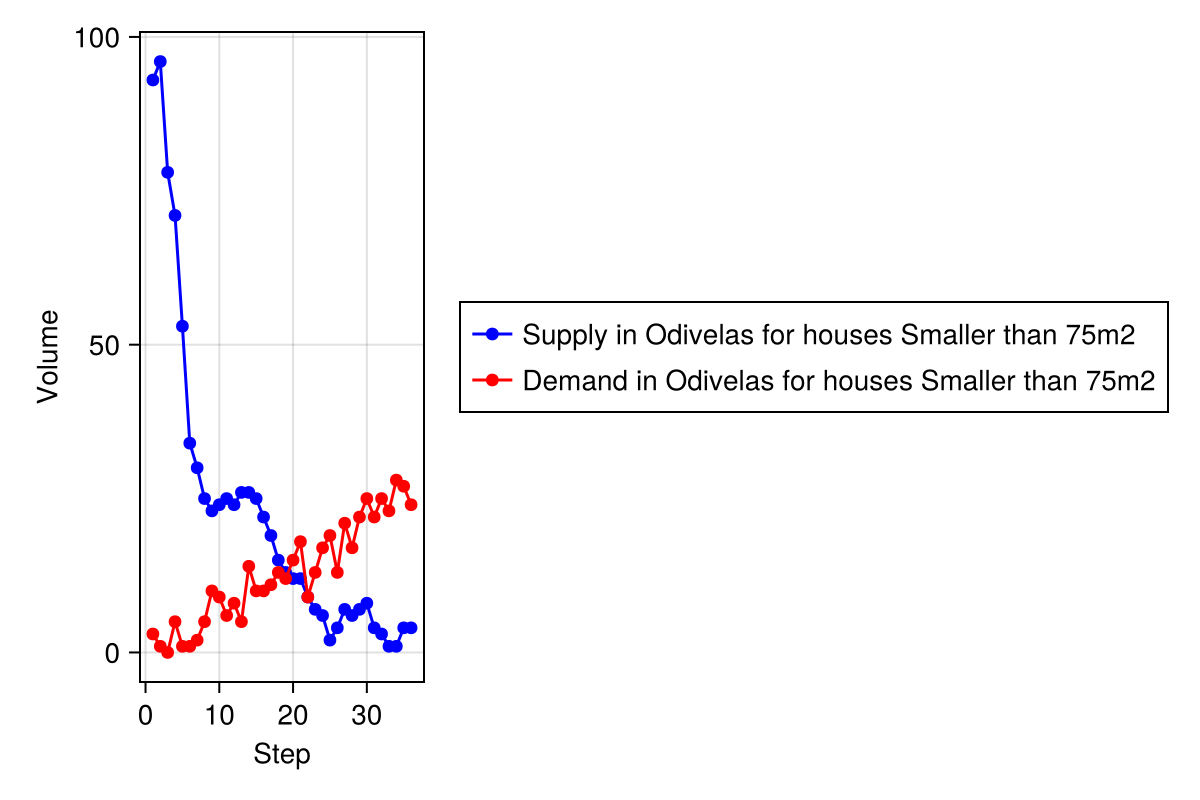 100
50
0
Volume
0 10 20 30
Step
Supply in Odivelas for houses Smaller than 75m2
Demand in Odivelas for houses Smaller than 75m2